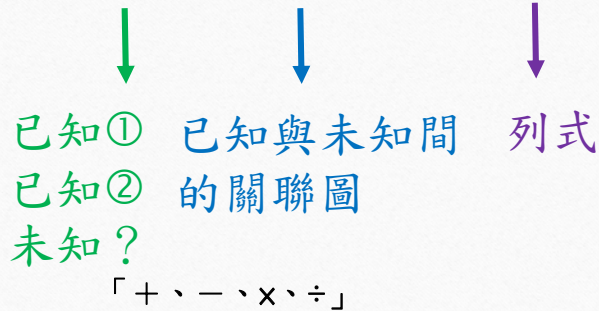 已知①
已知②
未知？
已知與未知間
的關聯圖
列式
「＋、－、x、÷」